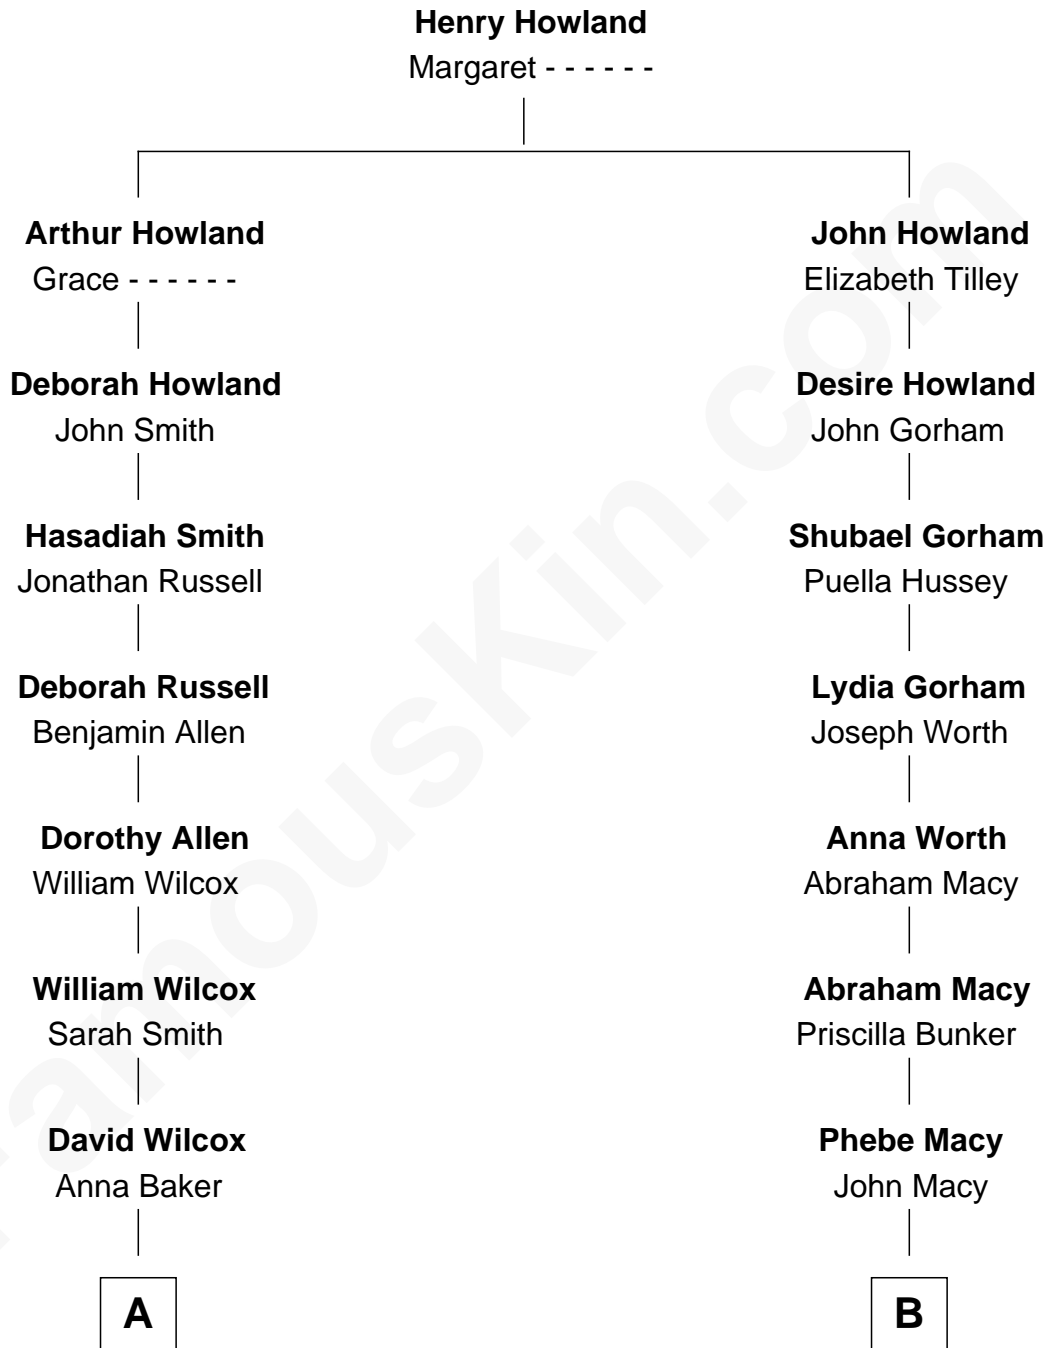 Henry Howland
Margaret - - - - - -
Arthur Howland
Grace - - - - - -
John Howland
Elizabeth Tilley
Deborah Howland
John Smith
Desire Howland
John Gorham
Hasadiah Smith
Jonathan Russell
Shubael Gorham
Puella Hussey
Deborah Russell
Benjamin Allen
Lydia Gorham
Joseph Worth
Dorothy Allen
William Wilcox
Anna Worth
Abraham Macy
William Wilcox
Sarah Smith
Abraham Macy
Priscilla Bunker
David Wilcox
Anna Baker
Phebe Macy
John Macy
A
B
FamousKin.com